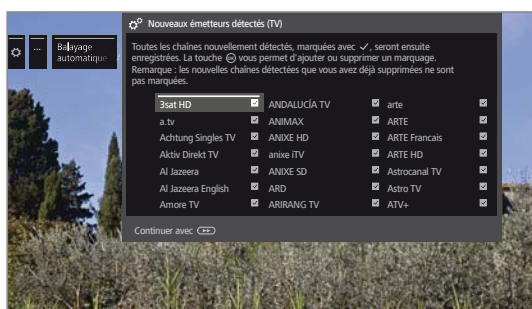 Nouveaux émetteurs détectés (TV)
...
Balayage
automatique
Toutes les chaînes nouvellement détectés, marquées avec ✓, seront ensuite
enregistrées. La touche OK vous permet d'ajouter ou supprimer un marquage.
Remarque : les nouvelles chaînes détectées que vous avez déjà supprimées ne sont
pas marquées.
3sat HD ANDALUCÍA TV arte
a.tv ANIMAX ARTE
Achtung Singles TV ANIXE HD ARTE Francais
Aktiv Direkt TV anixe iTV ARTE HD
Al Jazeera ANIXE SD Astrocanal TV
Al Jazeera English ARD Astro TV
Amore TV ARIRANG TV ATV+
Continuer avec